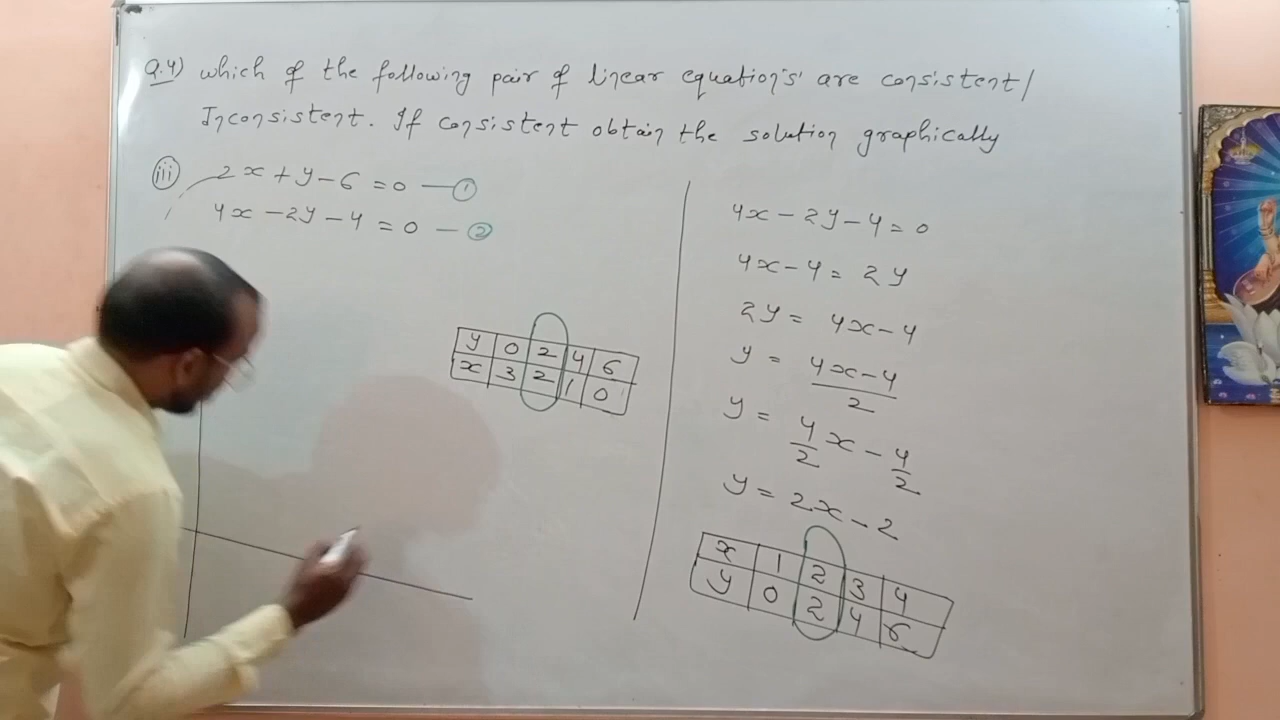 Q.4) which of the following pair of linear equation's' are consistent/
Inconsistent. If consistent obtain the solution graphically
(iii) 2x + y - 6 = 0 — ①
4x - 2y - 4 = 0 — ②
y 0 2 4 6
x 3 2 1 0
4x - 2y - 4 = 0
4x - 4 = 2y
2y = 4x - 4
y = 4x - 4 / 2
y = 4/2 x - 4/2
y = 2x - 2
x 1 2 3 4
y 0 2 4 6